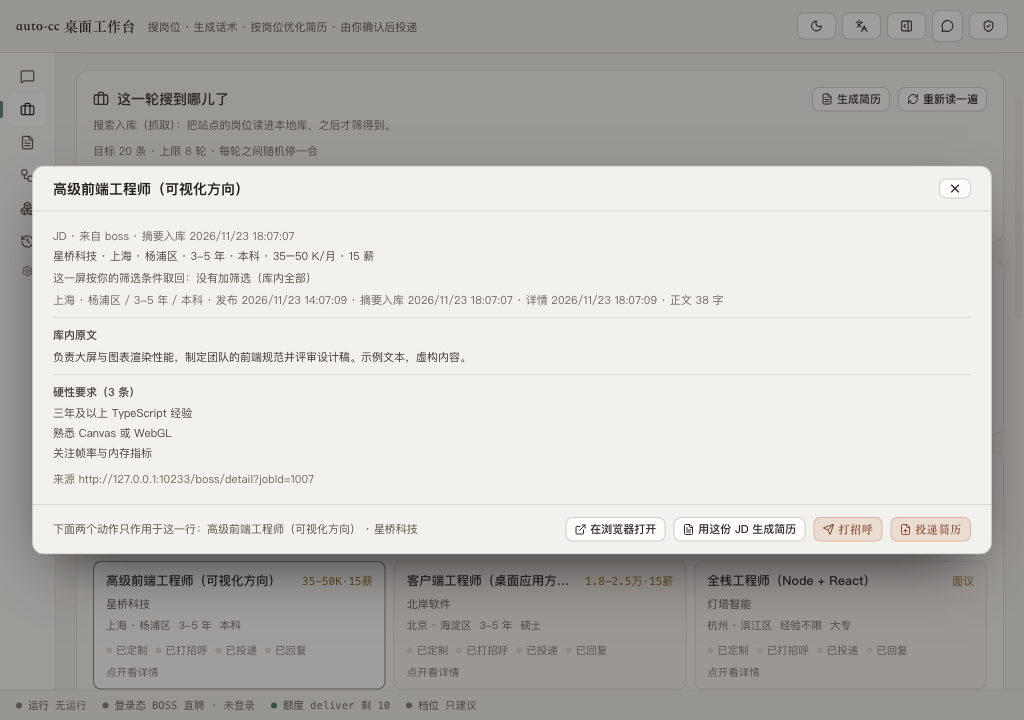 auto-cc 桌面工作台
搜岗位 · 生成话术 · 按岗位优化简历 · 由你确认后投递
这一轮搜到哪儿了
生成简历
重新读一遍
搜索入库（抓取）：把站点的岗位读进本地库，之后才筛得到。
目标 20 条 · 上限 8 轮 · 每轮之间随机停一会
高级前端工程师（可视化方向）
JD · 来自 boss · 摘要入库 2026/11/23 18:07:07
星桥科技 · 上海 · 杨浦区 · 3–5 年 · 本科 · 35—50 K/月 · 15 薪
这一屏按你的筛选条件取回：没有加筛选（库内全部）
上海 · 杨浦区 / 3–5 年 / 本科 · 发布 2026/11/23 14:07:09 · 摘要入库 2026/11/23 18:07:07 · 详情 2026/11/23 18:07:09 · 正文 38 字
库内原文
负责大屏与图表渲染性能，制定团队的前端规范并评审设计稿。示例文本，虚构内容。
硬性要求（3 条）
三年及以上 TypeScript 经验
熟悉 Canvas 或 WebGL
关注帧率与内存指标
来源 http://127.0.0.1:10233/boss/detail?jobId=1007
下面两个动作只作用于这一行：高级前端工程师（可视化方向） · 星桥科技
在浏览器打开
用这份 JD 生成简历
打招呼
投递简历
高级前端工程师（可视化方向） 35-50K·15薪
星桥科技
上海 · 杨浦区 3–5 年 本科
已定制 已打招呼 已投递 已回复
点开看详情
客户端工程师（桌面应用方… 1.8-2.5万·15薪
北岸软件
北京 · 海淀区 3–5 年 硕士
已定制 已打招呼 已投递 已回复
点开看详情
全栈工程师（Node + React） 面议
灯塔智能
杭州 · 滨江区 经验不限 大专
已定制 已打招呼 已投递 已回复
点开看详情
运行 无运行 登录态 BOSS 直聘 · 未登录 额度 deliver 剩 10 档位 只建议